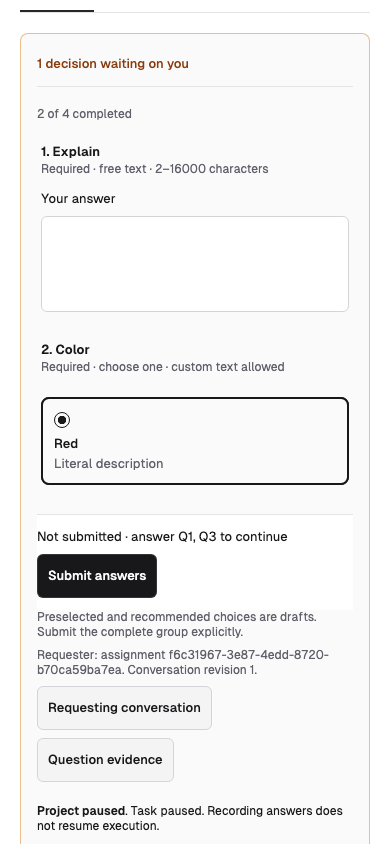 1 decision waiting on you
2 of 4 completed
1. Explain
Required · free text · 2–16000 characters
Your answer
2. Color
Required · choose one · custom text allowed
Red
Literal description
Not submitted · answer Q1, Q3 to continue
Submit answers
Preselected and recommended choices are drafts.
Submit the complete group explicitly.
Requester: assignment f6c31967-3e87-4edd-8720-
b70ca59ba7ea. Conversation revision 1.
Requesting conversation
Question evidence
Project paused. Task paused. Recording answers does
not resume execution.